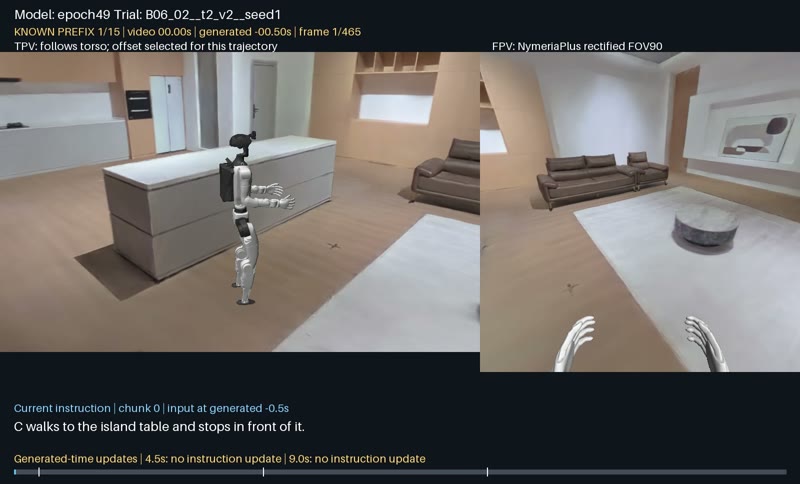 Model: epoch49 Trial: B06_02__t2_v2__seed1
KNOWN PREFIX 1/15 | video 00.00s | generated -00.50s | frame 1/465
TPV: follows torso; offset selected for this trajectory
FPV: NymeriaPlus rectified FOV90
Current instruction | chunk 0 | input at generated -0.5s
C walks to the island table and stops in front of it.
Generated-time updates | 4.5s: no instruction update | 9.0s: no instruction update